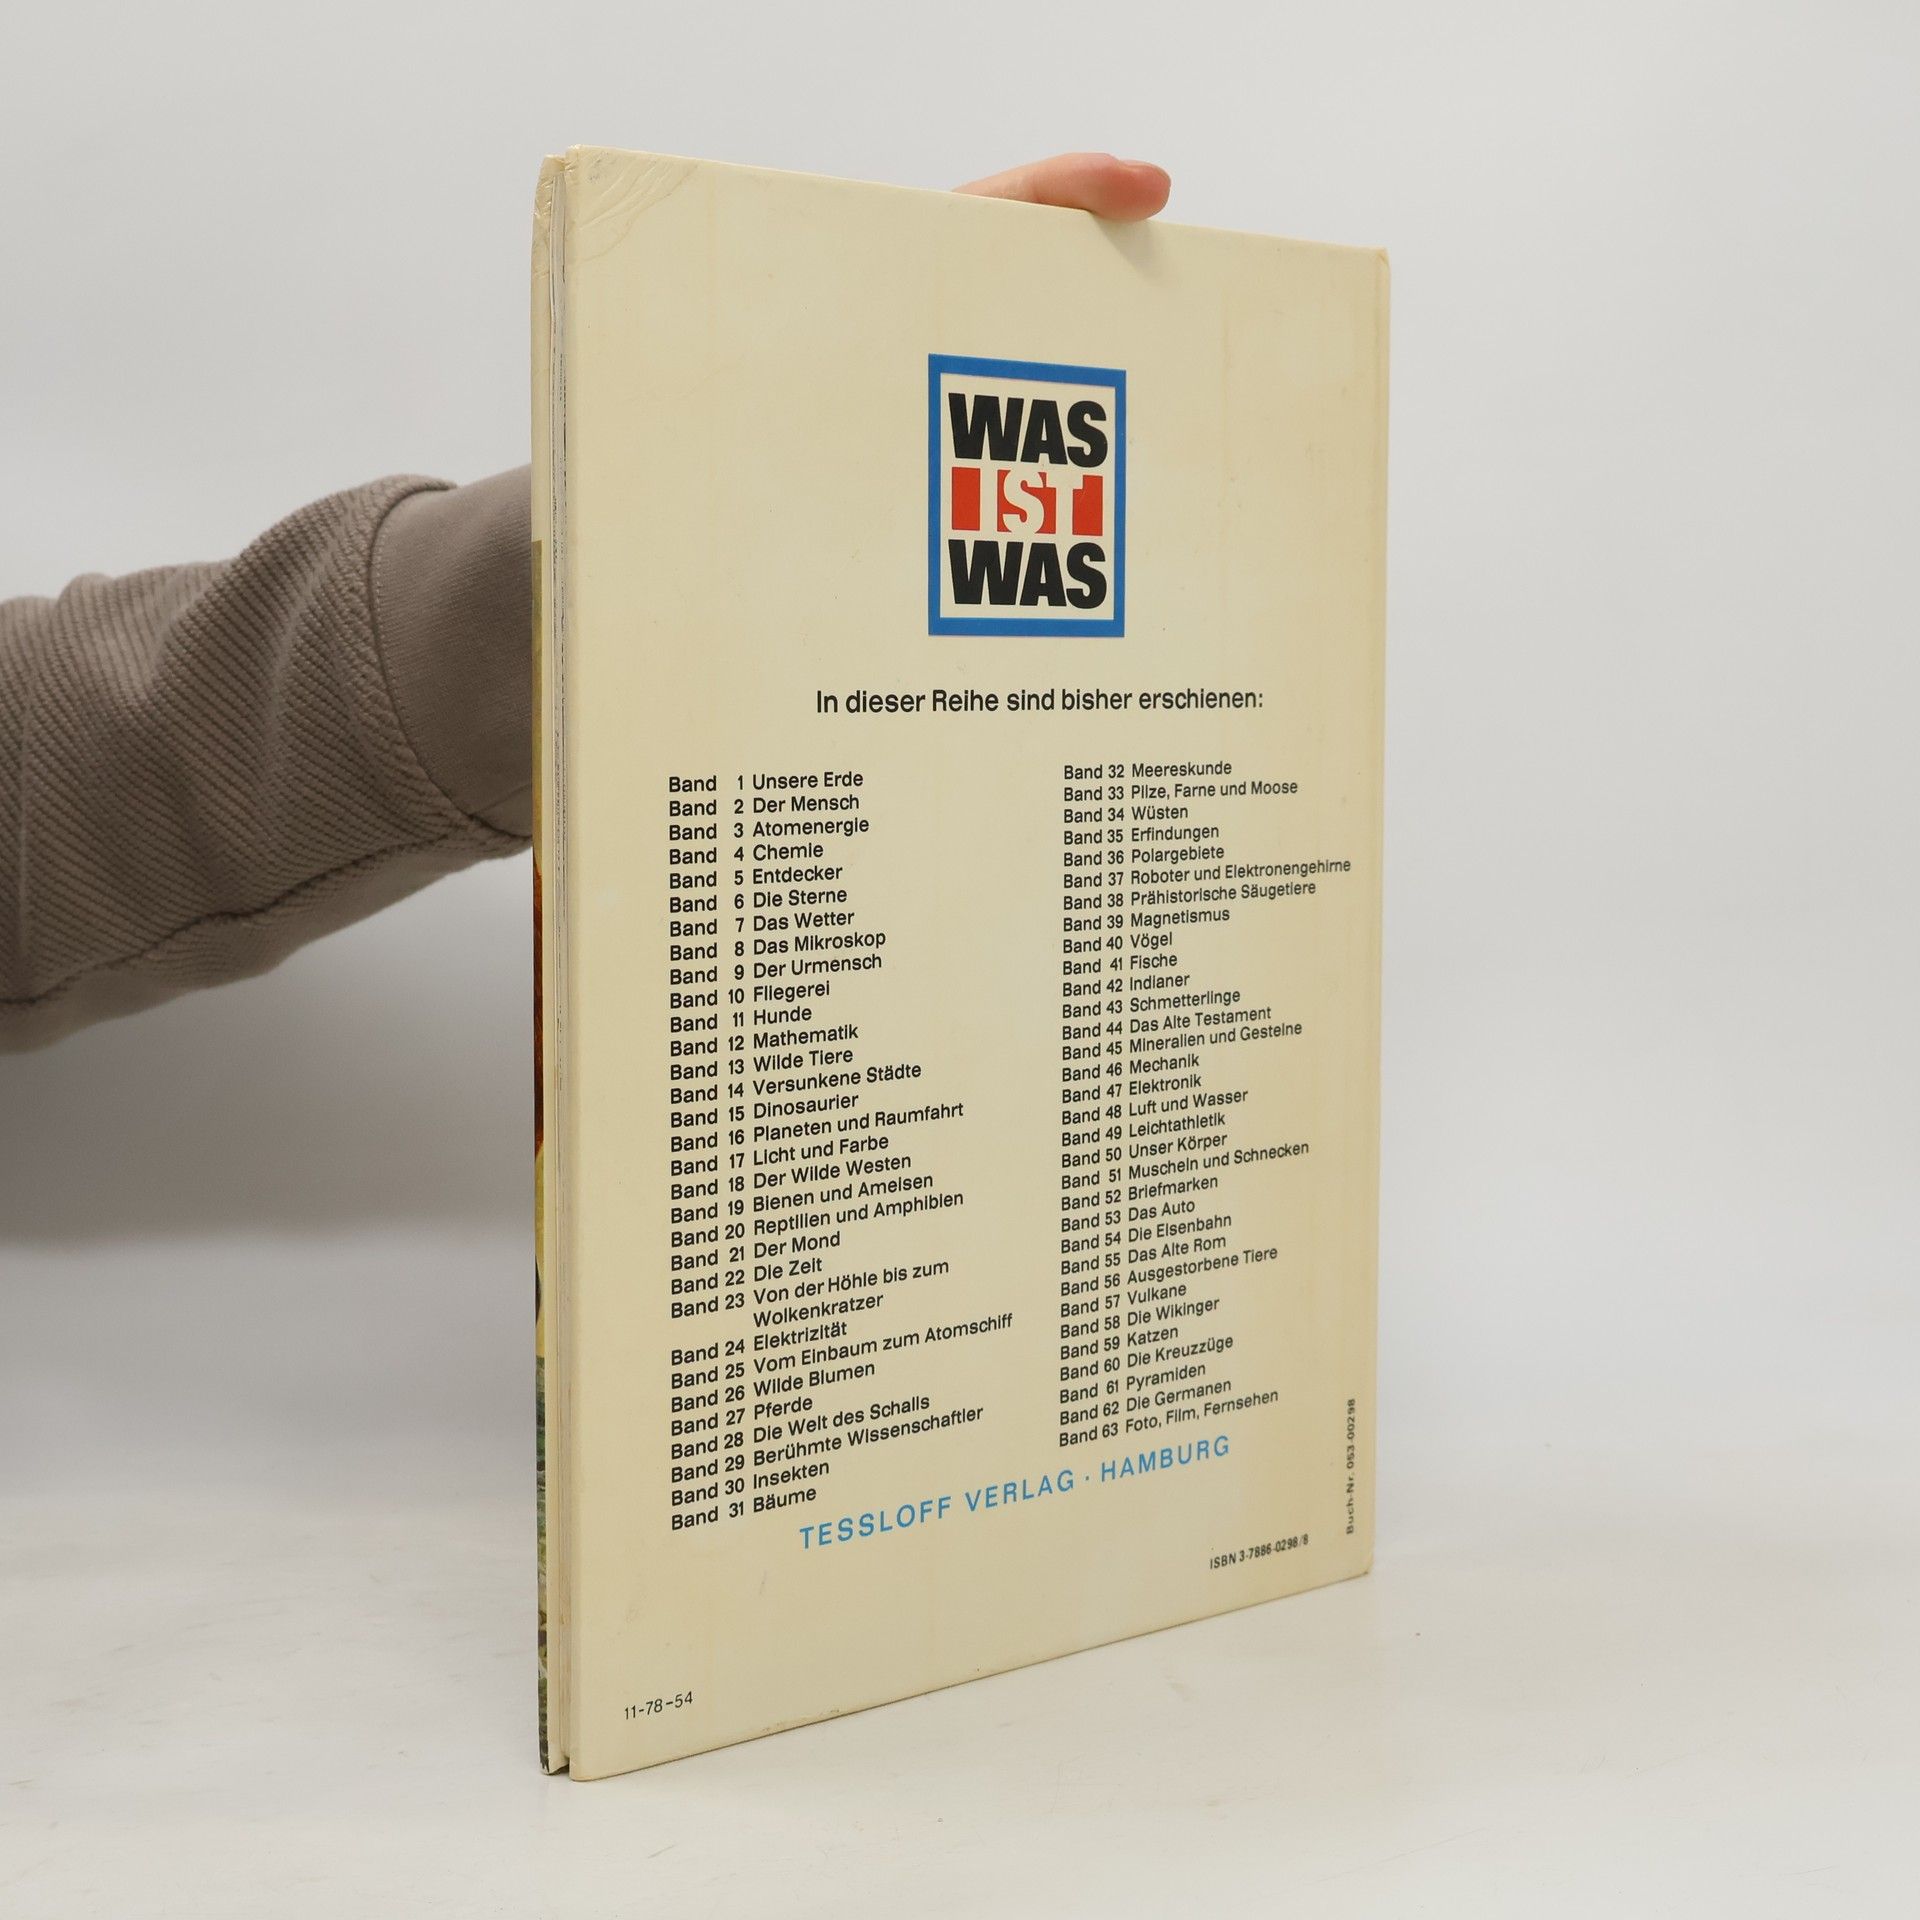 WAS
IST
WAS
In dieser Reihe sind bisher erschienen:
Band 1 Unsere Erde
Band 2 Der Mensch
Band 3 Atomenergie
Band 4 Chemie
Band 5 Entdecker
Band 6 Die Sterne
Band 7 Das Wetter
Band 8 Das Mikroskop
Band 9 Der Urmensch
Band 10 Fliegerei
Band 11 Hunde
Band 12 Mathematik
Band 13 Wilde Tiere
Band 14 Versunkene Städte
Band 15 Dinosaurier
Band 16 Planeten und Raumfahrt
Band 17 Licht und Farbe
Band 18 Der Wilde Westen
Band 19 Bienen und Ameisen
Band 20 Reptilien und Amphibien
Band 21 Der Mond
Band 22 Die Zeit
Band 23 Von der Höhle bis zum
Wolkenkratzer
Band 24 Elektrizität
Band 25 Vom Einbaum zum Atomschiff
Band 26 Wilde Blumen
Band 27 Pferde
Band 28 Die Welt des Schalls
Band 29 Berühmte Wissenschaftler
Band 30 Insekten
Band 31 Bäume
Band 32 Meereskunde
Band 33 Pilze, Farne und Moose
Band 34 Wüsten
Band 35 Erfindungen
Band 36 Polargebiete
Band 37 Roboter und Elektronengehirne
Band 38 Prähistorische Säugetiere
Band 39 Magnetismus
Band 40 Vögel
Band 41 Fische
Band 42 Indianer
Band 43 Schmetterlinge
Band 44 Das Alte Testament
Band 45 Mineralien und Gesteine
Band 46 Mechanik
Band 47 Elektronik
Band 48 Luft und Wasser
Band 49 Leichtathletik
Band 50 Unser Körper
Band 51 Muscheln und Schnecken
Band 52 Briefmarken
Band 53 Das Auto
Band 54 Die Eisenbahn
Band 55 Das Alte Rom
Band 56 Ausgestorbene Tiere
Band 57 Vulkane
Band 58 Die Wikinger
Band 59 Katzen
Band 60 Die Kreuzzüge
Band 61 Pyramiden
Band 62 Die Germanen
Band 63 Foto, Film, Fernsehen
TESSLOFF VERLAG · HAMBURG
Buch-Nr. 053-00298
ISBN 3-7886-0298/8
11-78-54